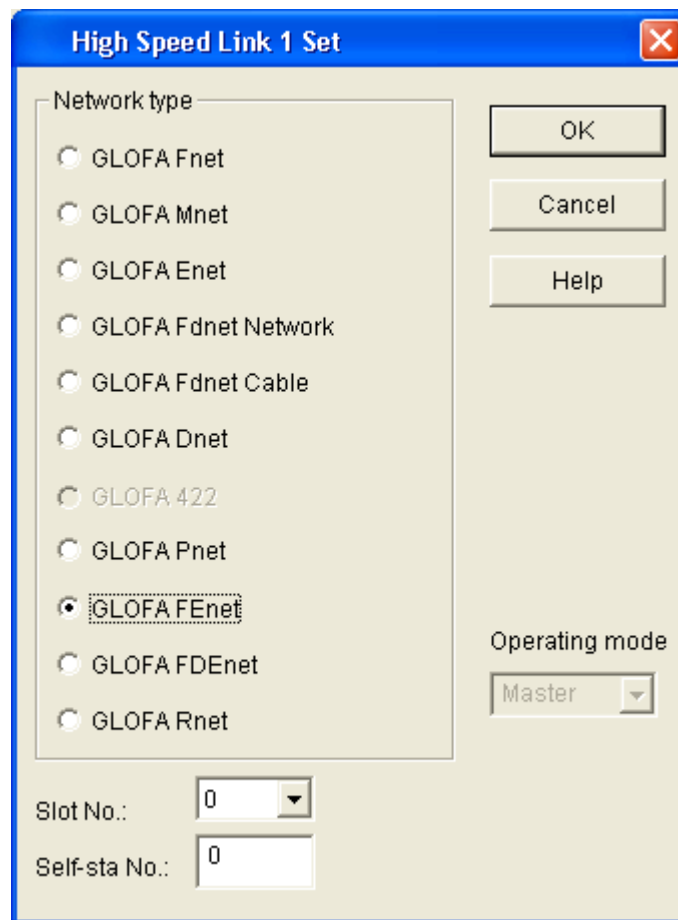 High Speed Link 1 Set
Network type
GLOFA Fnet
GLOFA Mnet
GLOFA Enet
GLOFA Fdnet Network
GLOFA Fdnet Cable
GLOFA Dnet
GLOFA 422
GLOFA Pnet
GLOFA FEnet
GLOFA FDEnet
GLOFA Rnet
OK
Cancel
Help
Operating mode
Master
Slot No.: 0
Self-sta No.: 0